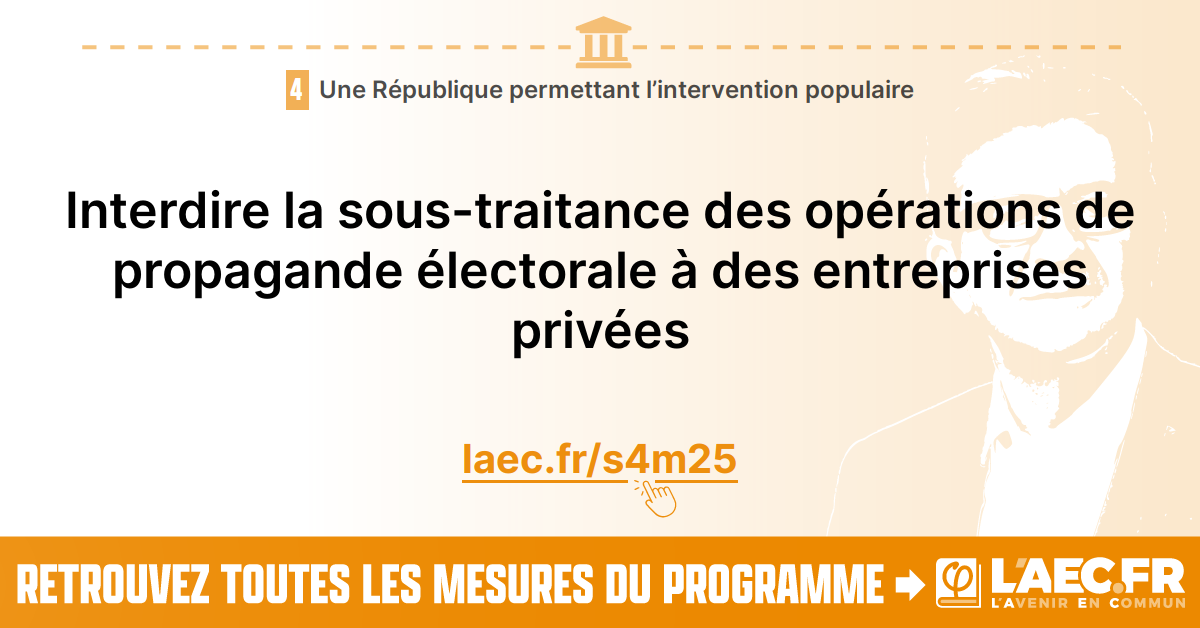 4 Une République permettant l’intervention populaire
Interdire la sous-traitance des opérations de
propagande électorale à des entreprises
privées
laec.fr/s4m25
RETROUVEZ TOUTES LES MESURES DU PROGRAMME
φ L'AEC.FR
L'AVENIR EN COMMUN